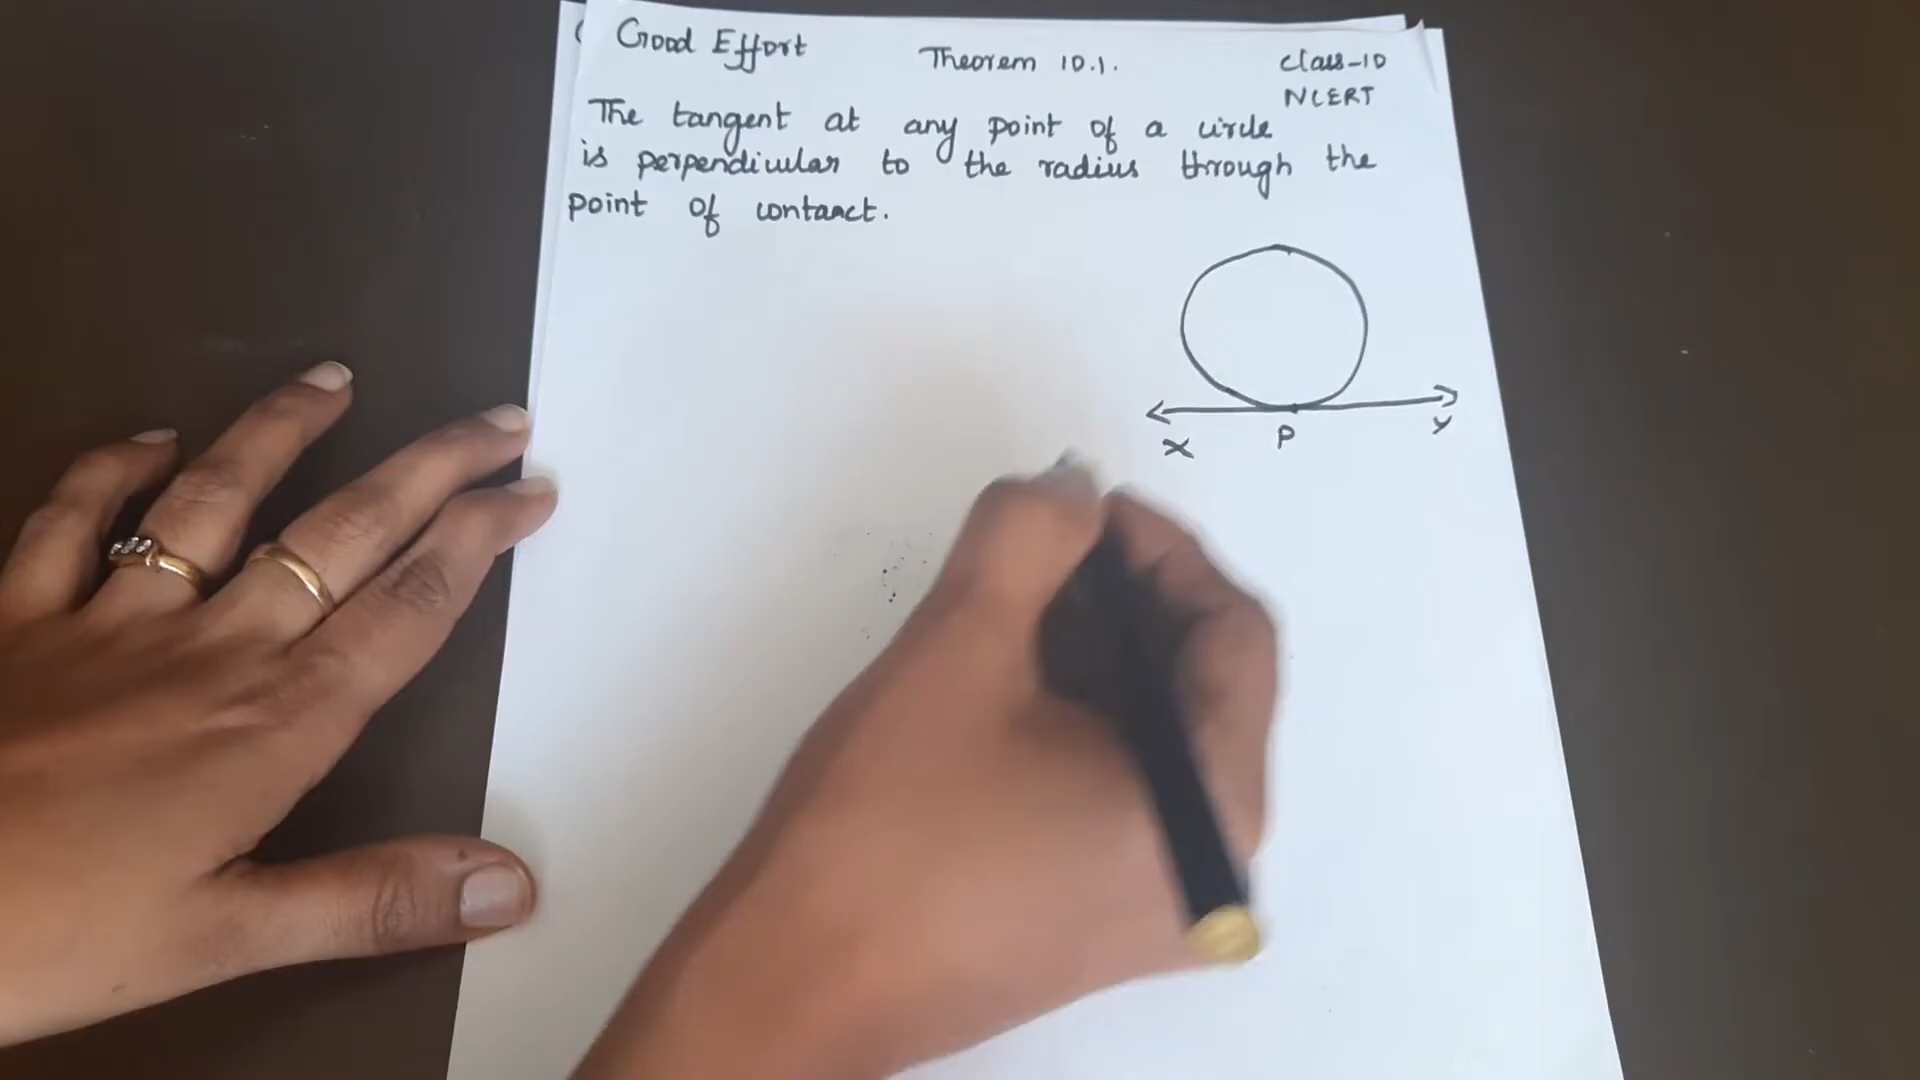 Good Effort
Theorem 10.1.
Class-10
NCERT
The tangent at any point of a circle
is perpendicular to the radius through the
point of contanct.
X P Y